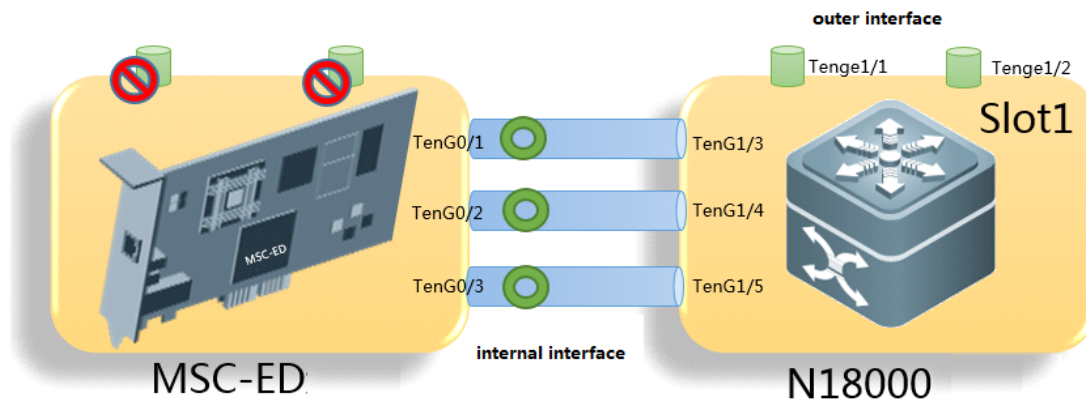 outer interface
Tenge1/1
Tenge1/2
Slot1
TenG0/1
TenG1/3
TenG0/2
TenG1/4
MSC-ED
TenG0/3
TenG1/5
internal interface
MSC-ED
N18000